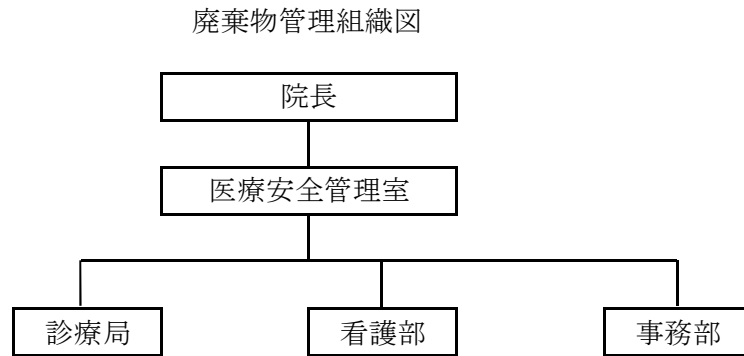 廃棄物管理組織図
院長
医療安全管理室
診療局
看護部
事務部